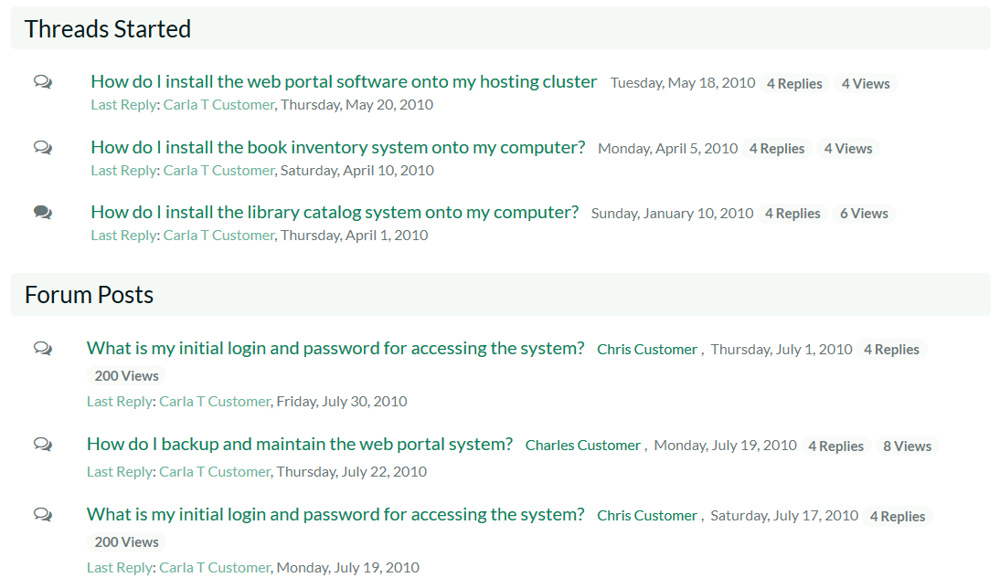 Threads Started
How do I install the web portal software onto my hosting cluster Tuesday, May 18, 2010 4 Replies 4 Views
Last Reply: Carla T Customer, Thursday, May 20, 2010
How do I install the book inventory system onto my computer? Monday, April 5, 2010 4 Replies 4 Views
Last Reply: Carla T Customer, Saturday, April 10, 2010
How do I install the library catalog system onto my computer? Sunday, January 10, 2010 4 Replies 6 Views
Last Reply: Carla T Customer, Thursday, April 1, 2010
Forum Posts
What is my initial login and password for accessing the system? Chris Customer , Thursday, July 1, 2010 4 Replies
200 Views
Last Reply: Carla T Customer, Friday, July 30, 2010
How do I backup and maintain the web portal system? Charles Customer , Monday, July 19, 2010 4 Replies 8 Views
Last Reply: Carla T Customer, Thursday, July 22, 2010
What is my initial login and password for accessing the system? Chris Customer , Saturday, July 17, 2010 4 Replies
200 Views
Last Reply: Carla T Customer, Monday, July 19, 2010